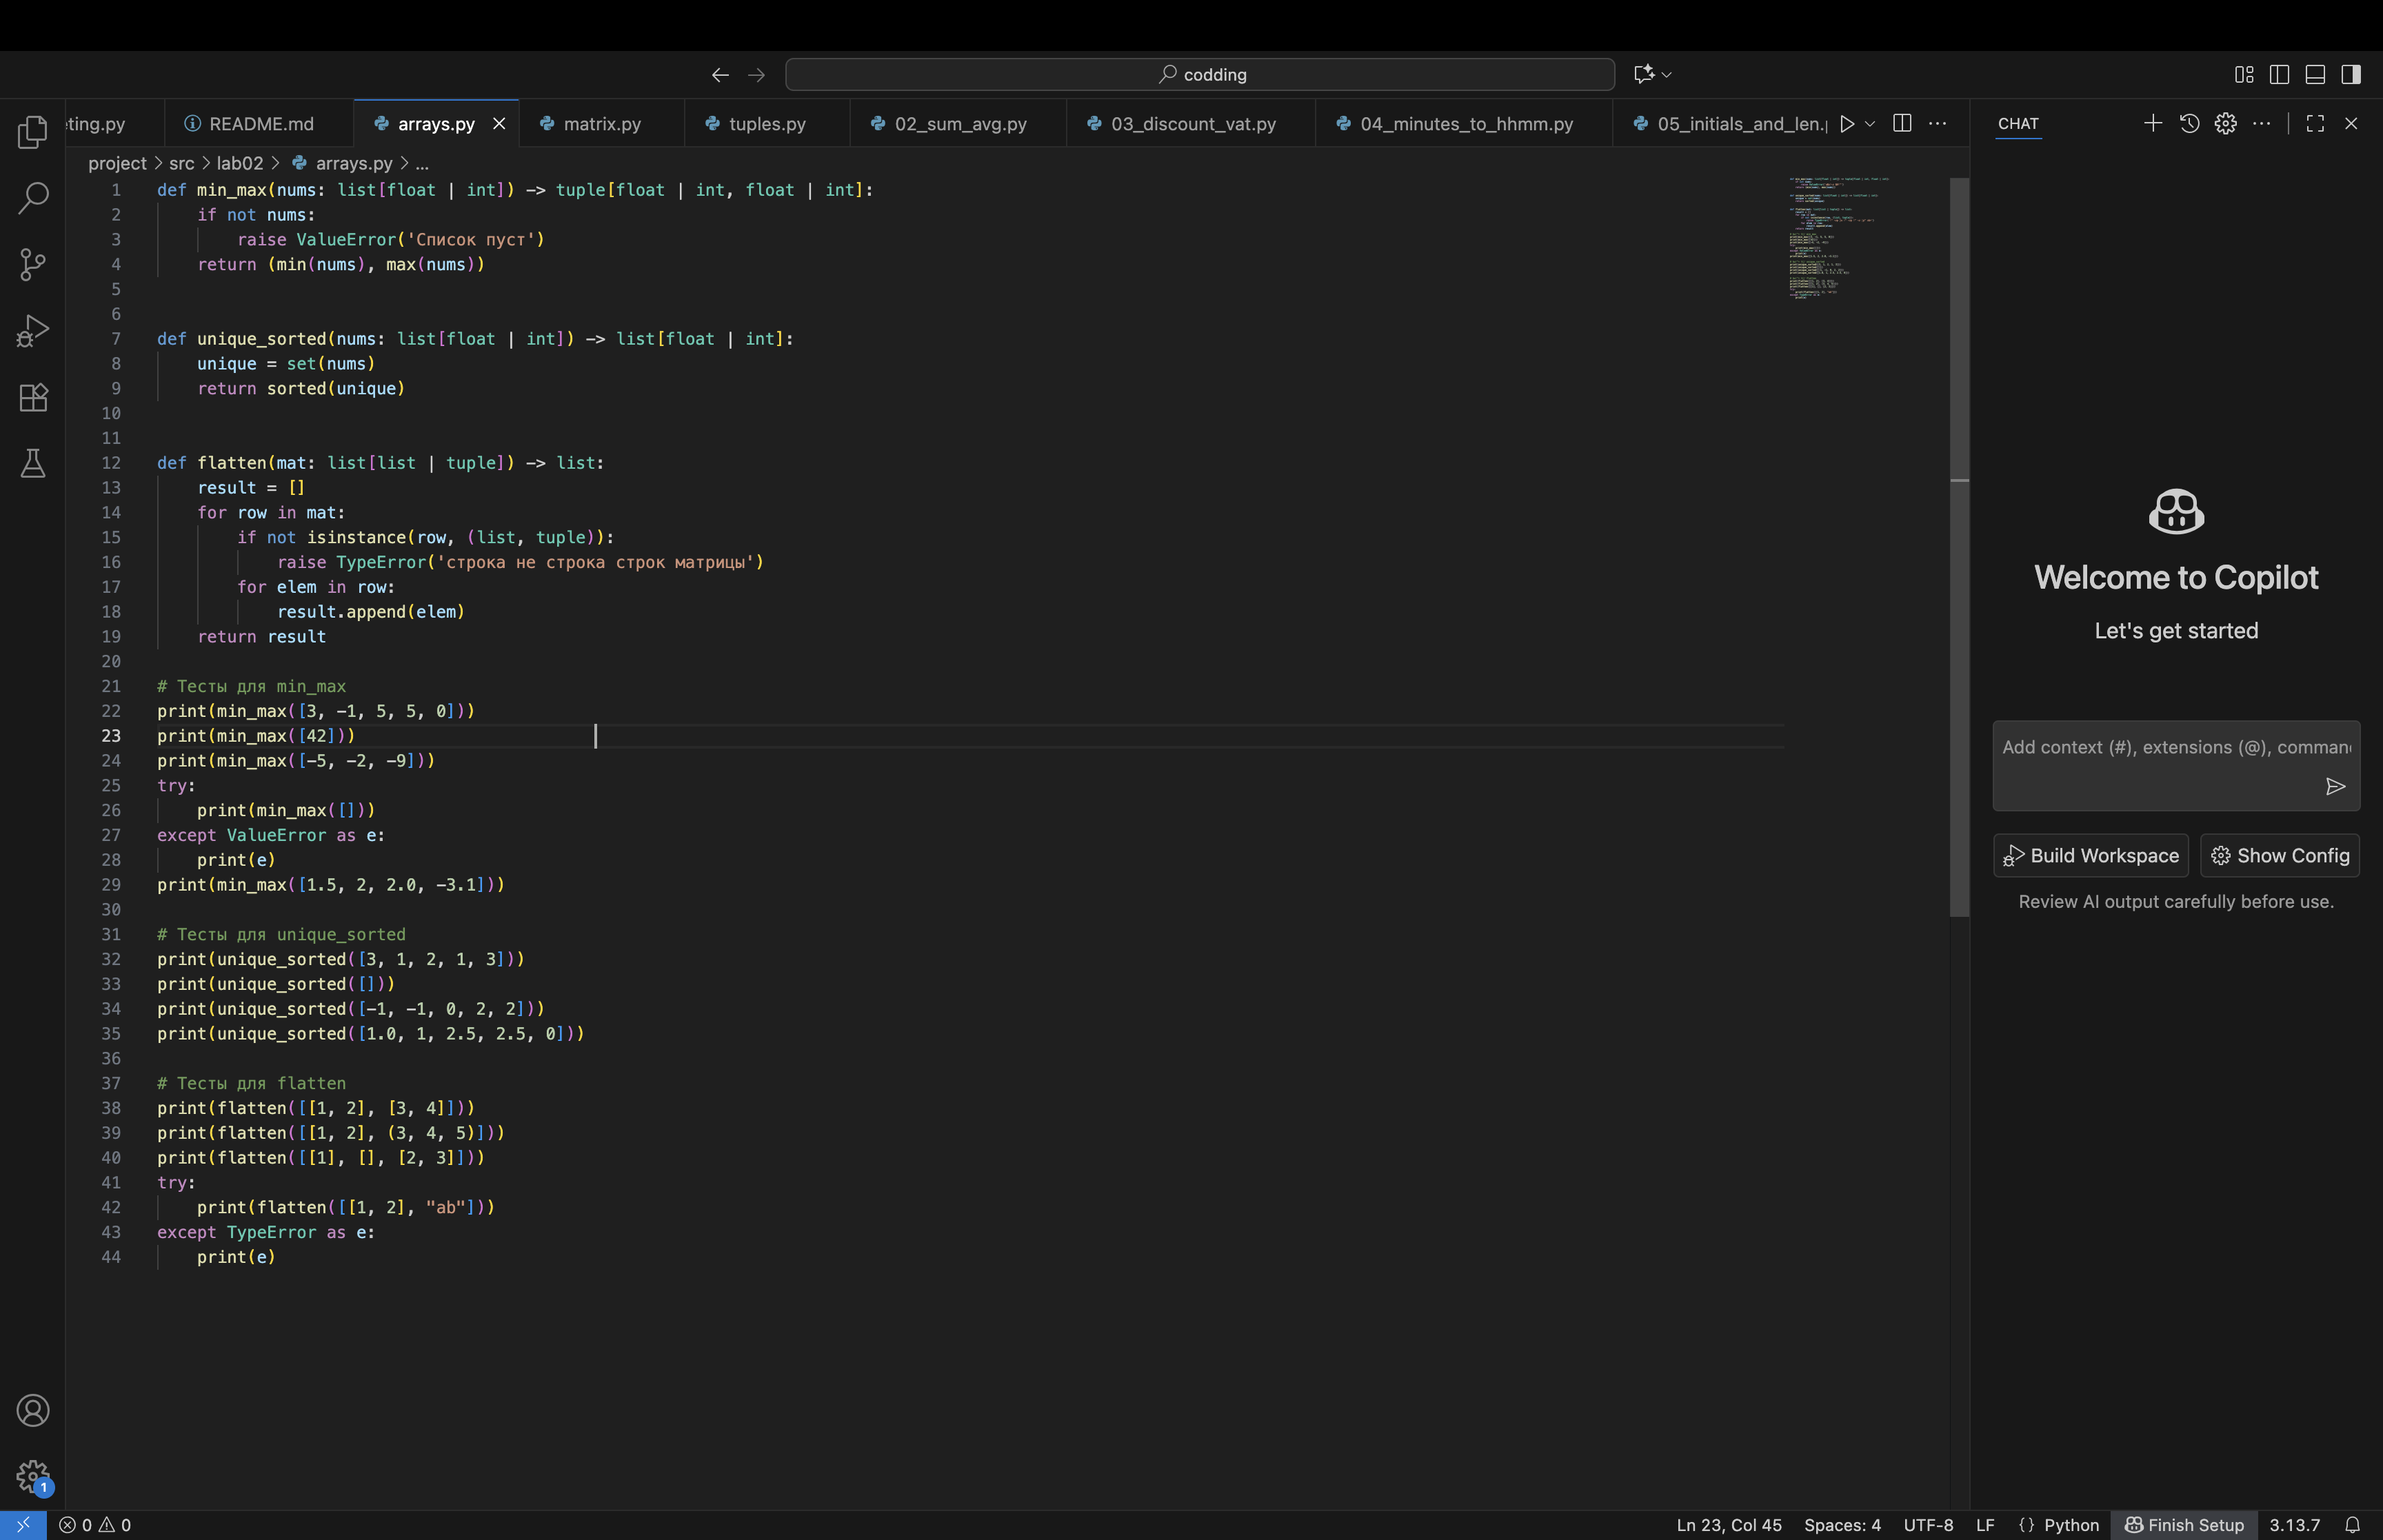 codding
ting.py
README.md
arrays.py
matrix.py
tuples.py
02_sum_avg.py
03_discount_vat.py
04_minutes_to_hhmm.py
05_initials_and_len.
project > src > lab02 > arrays.py > ...
1 def min_max(nums: list[float | int]) -> tuple[float | int, float | int]:
2 if not nums:
3 raise ValueError('Список пуст')
4 return (min(nums), max(nums))
5
6
7 def unique_sorted(nums: list[float | int]) -> list[float | int]:
8 unique = set(nums)
9 return sorted(unique)
10
11
12 def flatten(mat: list[list | tuple]) -> list:
13 result = []
14 for row in mat:
15 if not isinstance(row, (list, tuple)):
16 raise TypeError('строка не строка строк матрицы')
17 for elem in row:
18 result.append(elem)
19 return result
20
21 # Тесты для min_max
22 print(min_max([3, -1, 5, 5, 0]))
23 print(min_max([42]))
24 print(min_max([-5, -2, -9]))
25 try:
26 print(min_max([]))
27 except ValueError as e:
28 print(e)
29 print(min_max([1.5, 2, 2.0, -3.1]))
30
31 # Тесты для unique_sorted
32 print(unique_sorted([3, 1, 2, 1, 3]))
33 print(unique_sorted([]))
34 print(unique_sorted([-1, -1, 0, 2, 2]))
35 print(unique_sorted([1.0, 1, 2.5, 2.5, 0]))
36
37 # Тесты для flatten
38 print(flatten([[1, 2], [3, 4]]))
39 print(flatten([[1, 2], (3, 4, 5)]))
40 print(flatten([[1], [], [2, 3]]))
41 try:
42 print(flatten([[1, 2], "ab"]))
43 except TypeError as e:
44 print(e)
CHAT
Welcome to Copilot
Let's get started
Add context (#), extensions (@), comman
Build Workspace
Show Config
Review AI output carefully before use.
1
0 0
Ln 23, Col 45
Spaces: 4
UTF-8
LF
{} Python
Finish Setup
3.13.7